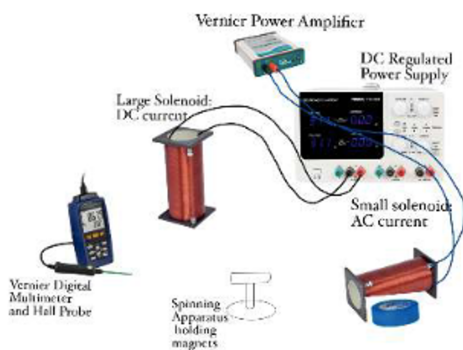 Vernier Power Amplifier
DC Regulated
Power Supply
Large Solenoid:
DC current
Small solenoid:
AC current
Vernier Digital
Multimeter
and Hall Probe
Spinning
Apparatus
holding
magnets